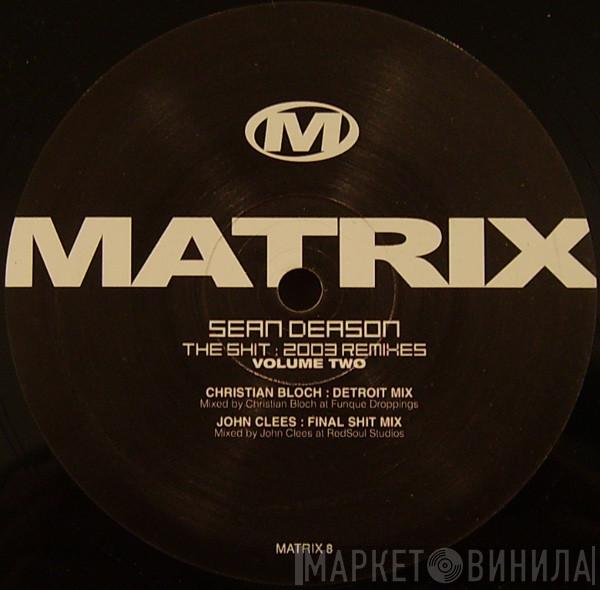 M
MATRIX
SEAN DEASON
THE SHIT : 2003 REMIXES
VOLUME TWO
CHRISTIAN BLOCH : DETROIT MIX
Mixed by Christian Bloch at Funque Droppings
JOHN CLEES : FINAL SHIT MIX
Mixed by John Clees at RedSoul Studios
MATRIX 8
МАРКЕТ ВИНИЛА